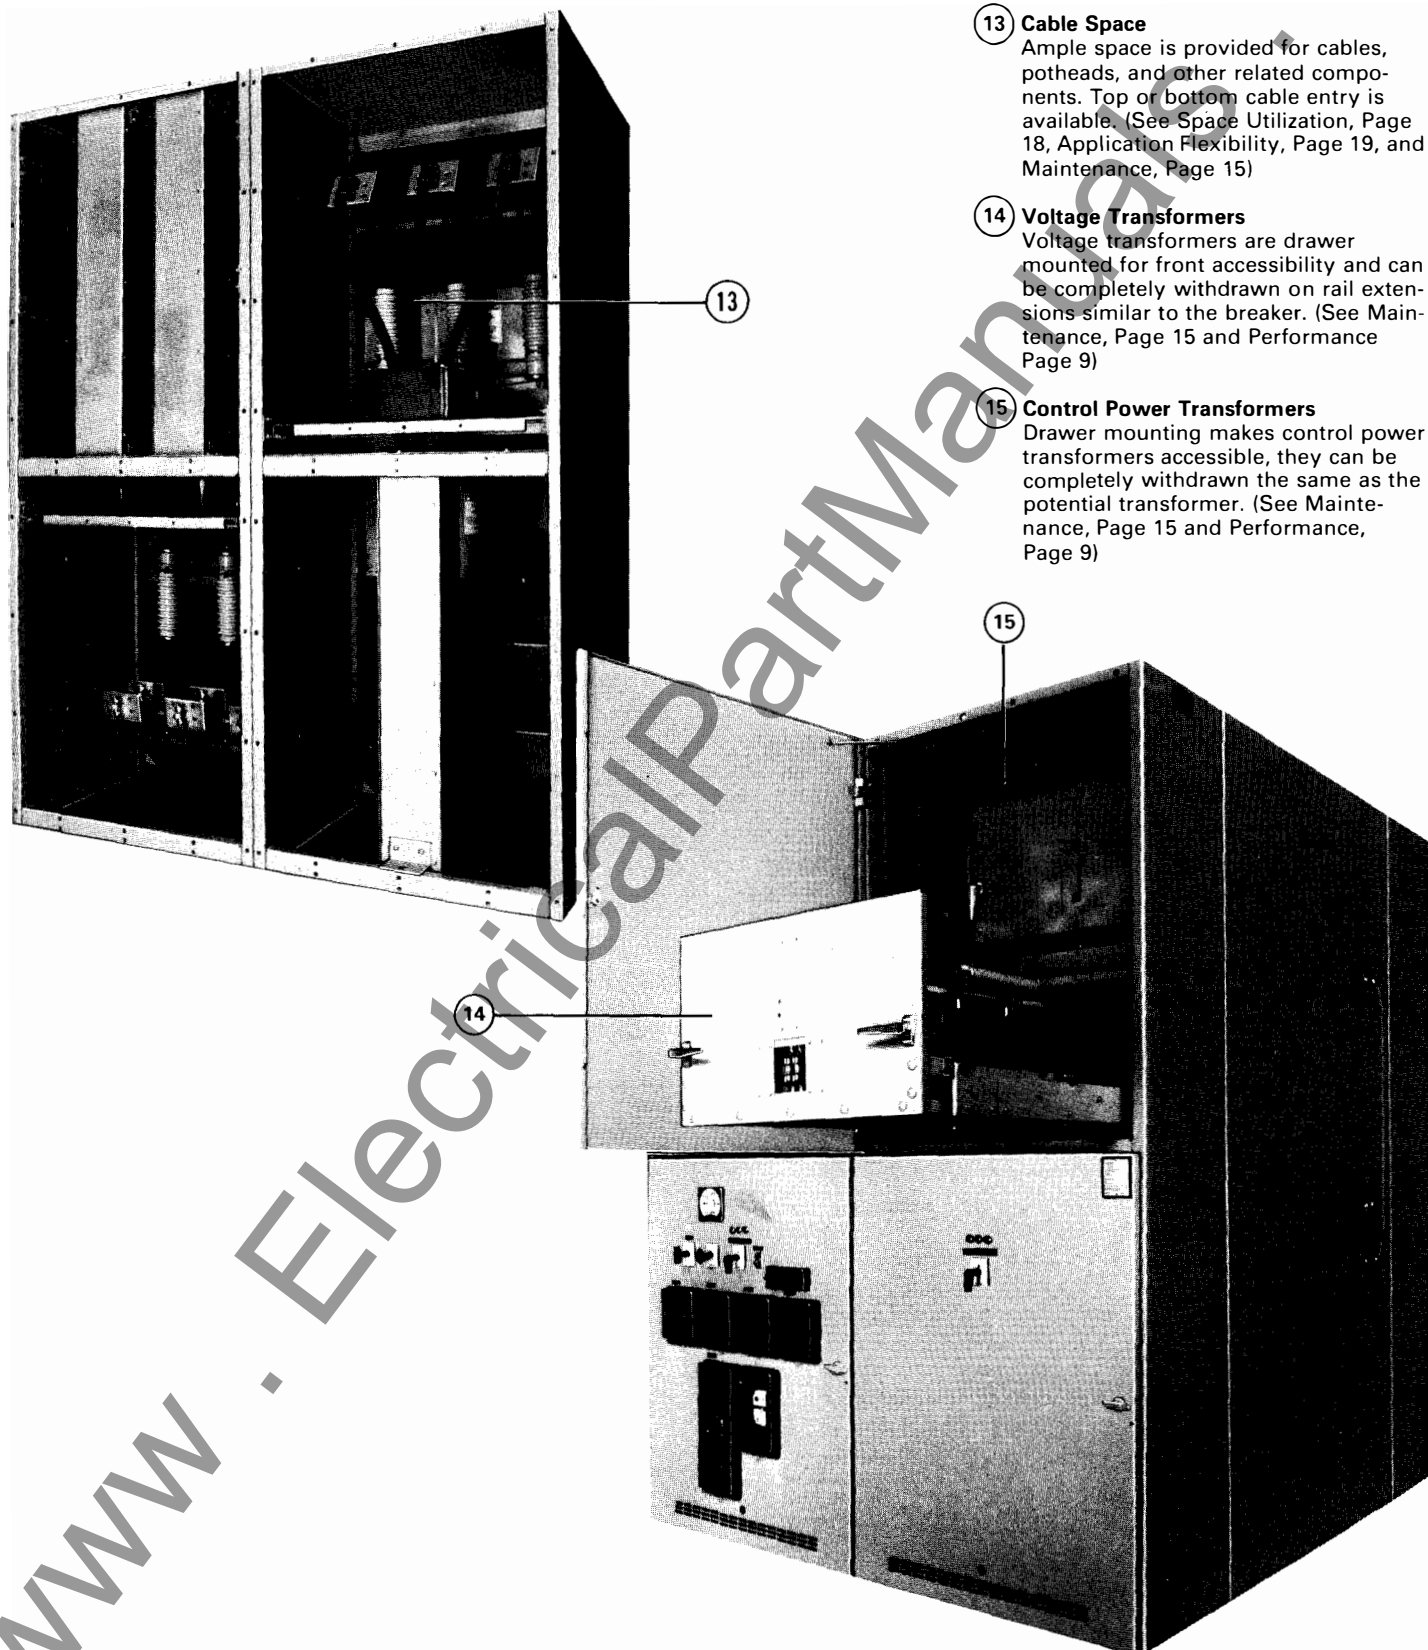 13 Cable Space
Ample space is provided for cables,
potheads, and other related compo-
nents. Top or bottom cable entry is
available. (See Space Utilization, Page
18, Application Flexibility, Page 19, and
Maintenance, Page 15)
14 Voltage Transformers
Voltage transformers are drawer
mounted for front accessibility and can
be completely withdrawn on rail exten-
sions similar to the breaker. (See Main-
tenance, Page 15 and Performance
Page 9)
15 Control Power Transformers
Drawer mounting makes control power
transformers accessible, they can be
completely withdrawn the same as the
potential transformer. (See Mainte-
nance, Page 15 and Performance,
Page 9)
13
15
14
www . ElectricalPartManuals .